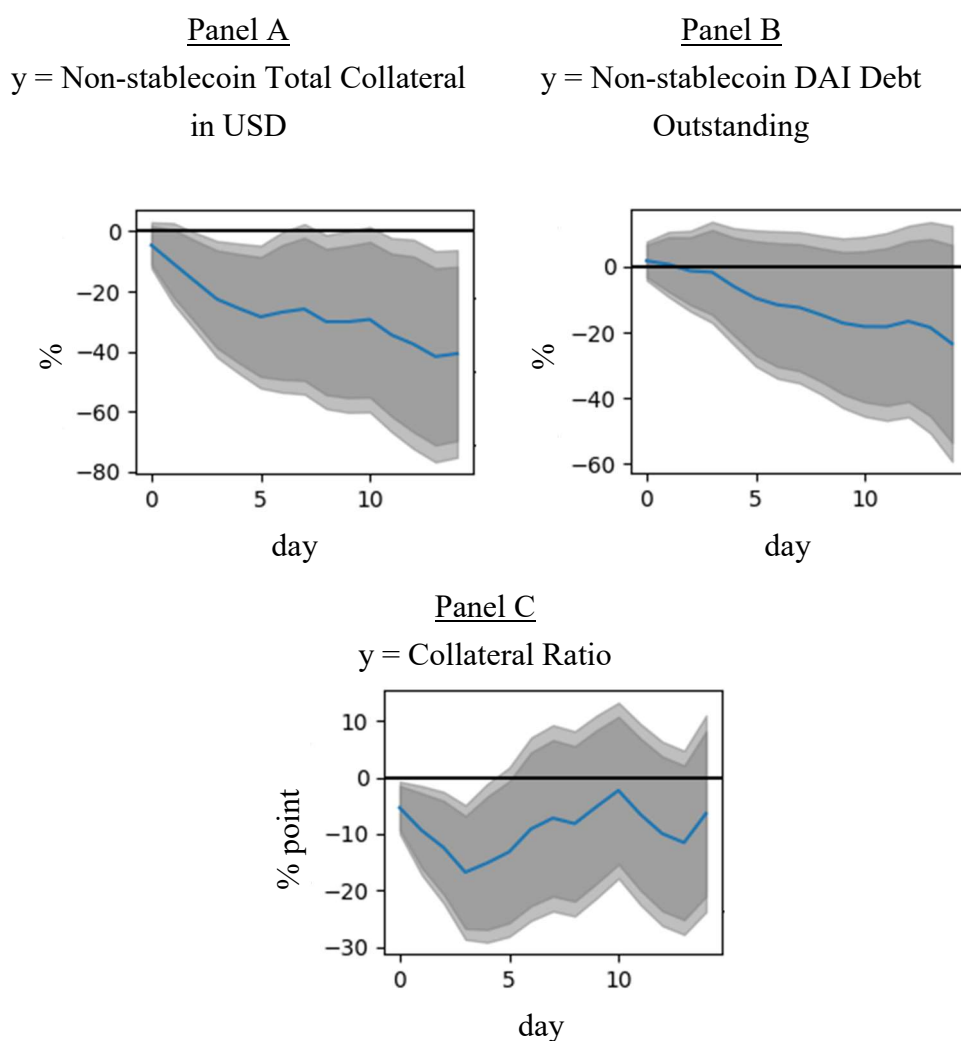 Panel A
y = Non-stablecoin Total Collateral
in USD
0
−20
−40
−60
−80
%
0
5
10
day
Panel B
y = Non-stablecoin DAI Debt
Outstanding
0
−20
−40
−60
%
0
5
10
day
Panel C
y = Collateral Ratio
10
0
−10
−20
−30
% point
0
5
10
day